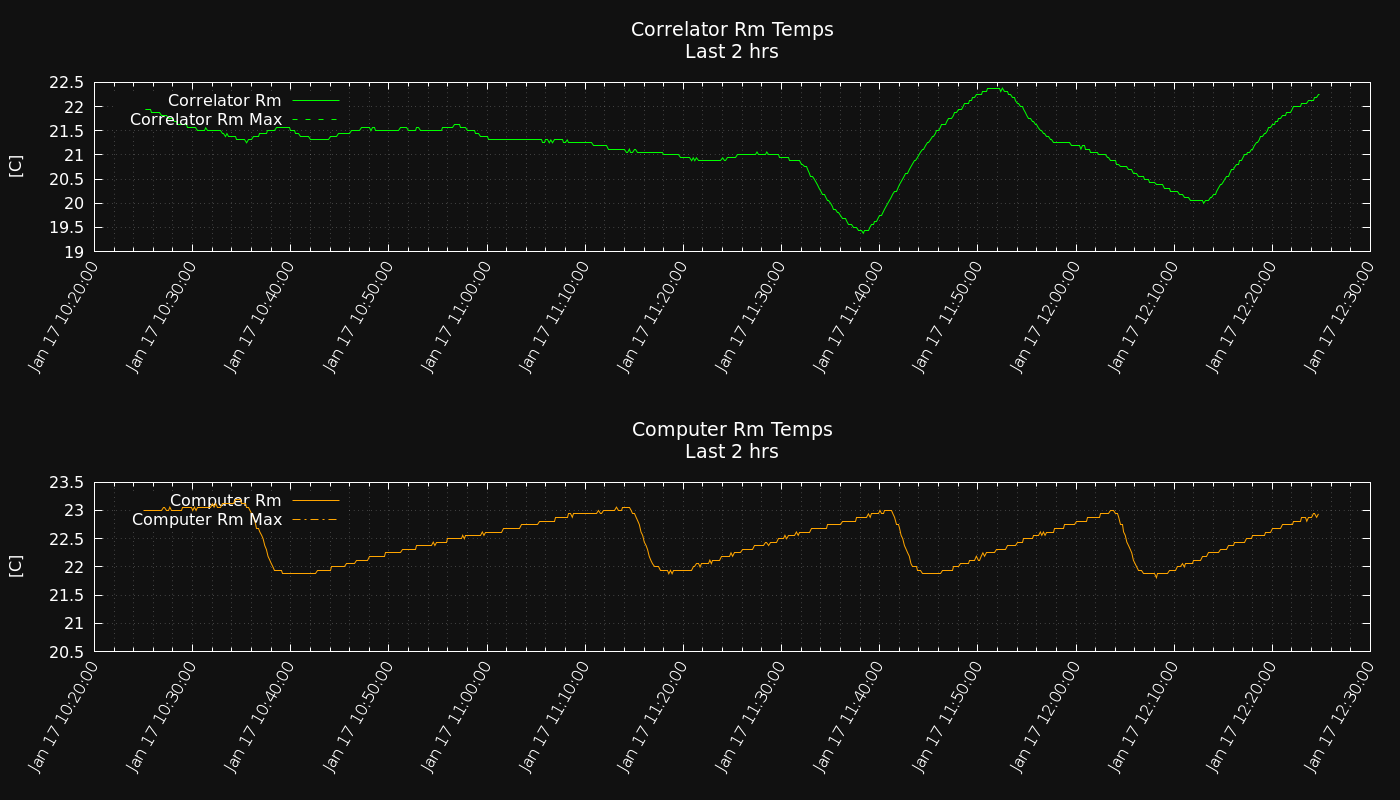 Correlator Rm Temps
Last 2 hrs
Correlator Rm
Correlator Rm Max
[C]
22.5
22
21.5
21
20.5
20
19.5
19
Jan 17 10:20:00
Jan 17 10:30:00
Jan 17 10:40:00
Jan 17 10:50:00
Jan 17 11:00:00
Jan 17 11:10:00
Jan 17 11:20:00
Jan 17 11:30:00
Jan 17 11:40:00
Jan 17 11:50:00
Jan 17 12:00:00
Jan 17 12:10:00
Jan 17 12:20:00
Jan 17 12:30:00
Computer Rm Temps
Last 2 hrs
Computer Rm
Computer Rm Max
[C]
23.5
23
22.5
22
21.5
21
20.5
Jan 17 10:20:00
Jan 17 10:30:00
Jan 17 10:40:00
Jan 17 10:50:00
Jan 17 11:00:00
Jan 17 11:10:00
Jan 17 11:20:00
Jan 17 11:30:00
Jan 17 11:40:00
Jan 17 11:50:00
Jan 17 12:00:00
Jan 17 12:10:00
Jan 17 12:20:00
Jan 17 12:30:00